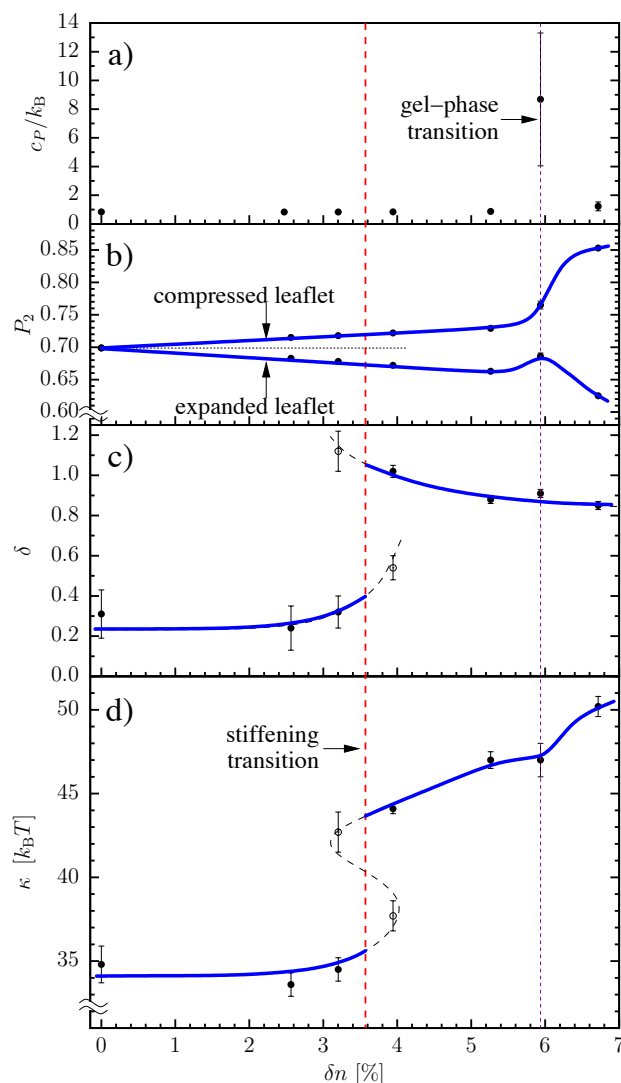 a)
14
12
10
8
6
4
2
0
c_P/k_B
gel–phase
transition
b)
0.85
0.80
0.75
0.70
0.65
0.60
P_2
compressed leaflet
expanded leaflet
c)
1.2
1.0
0.8
0.6
0.4
0.2
0.0
δ
d)
50
45
40
35
κ [k_BT]
stiffening
transition
0 1 2 3 4 5 6 7
δn [%]